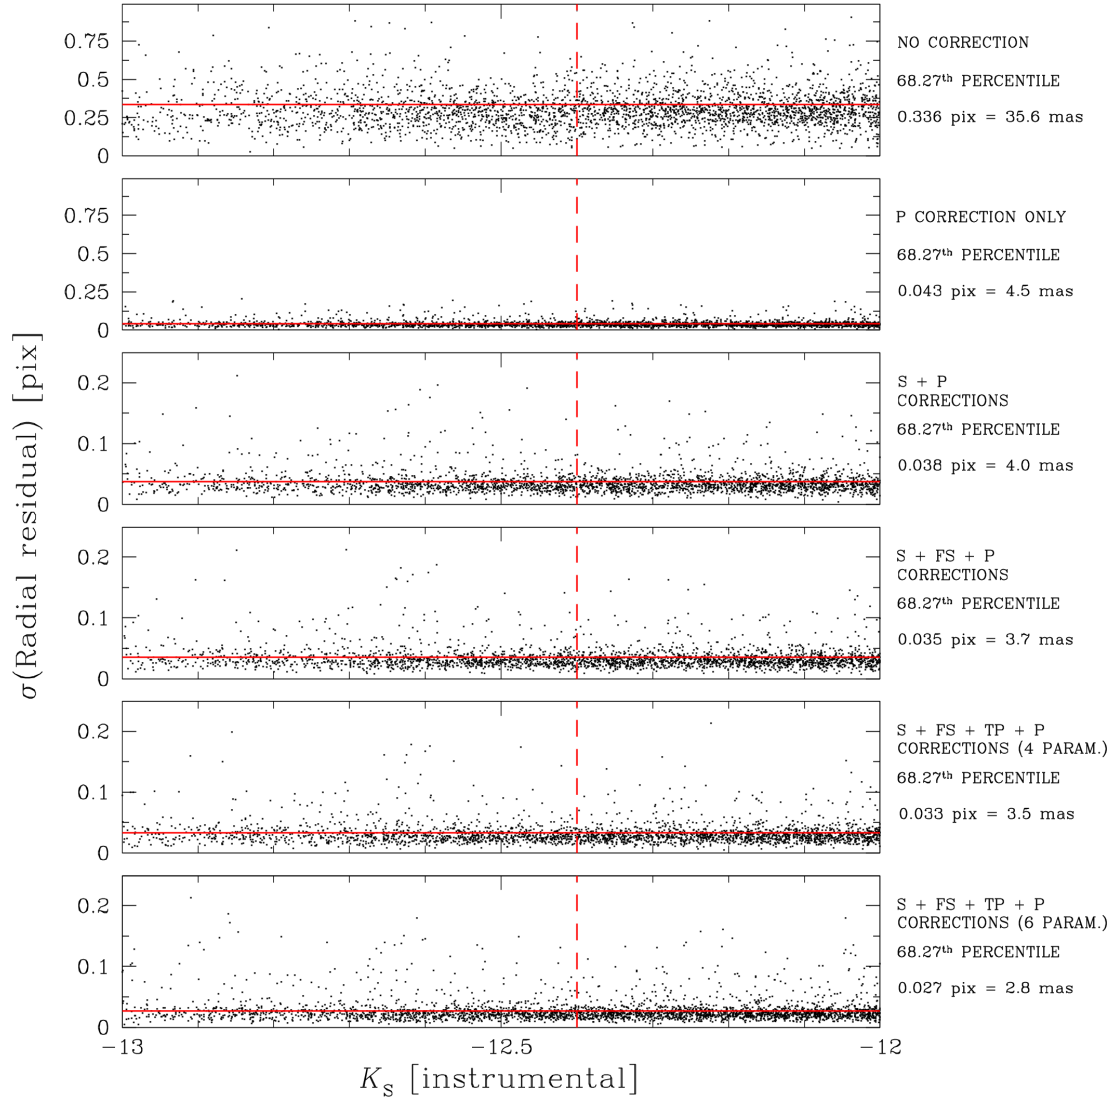 0.75
0.5
0.25
0
NO CORRECTION
68.27th PERCENTILE
0.336 pix = 35.6 mas
0.75
0.5
0.25
0
P CORRECTION ONLY
68.27th PERCENTILE
0.043 pix = 4.5 mas
0.2
0.1
0
S + P
CORRECTIONS
68.27th PERCENTILE
0.038 pix = 4.0 mas
σ(Radial residual) [pix]
0.2
0.1
0
S + FS + P
CORRECTIONS
68.27th PERCENTILE
0.035 pix = 3.7 mas
0.2
0.1
0
S + FS + TP + P
CORRECTIONS (4 PARAM.)
68.27th PERCENTILE
0.033 pix = 3.5 mas
0.2
0.1
0
S + FS + TP + P
CORRECTIONS (6 PARAM.)
68.27th PERCENTILE
0.027 pix = 2.8 mas
−13
−12.5
−12
KS [instrumental]